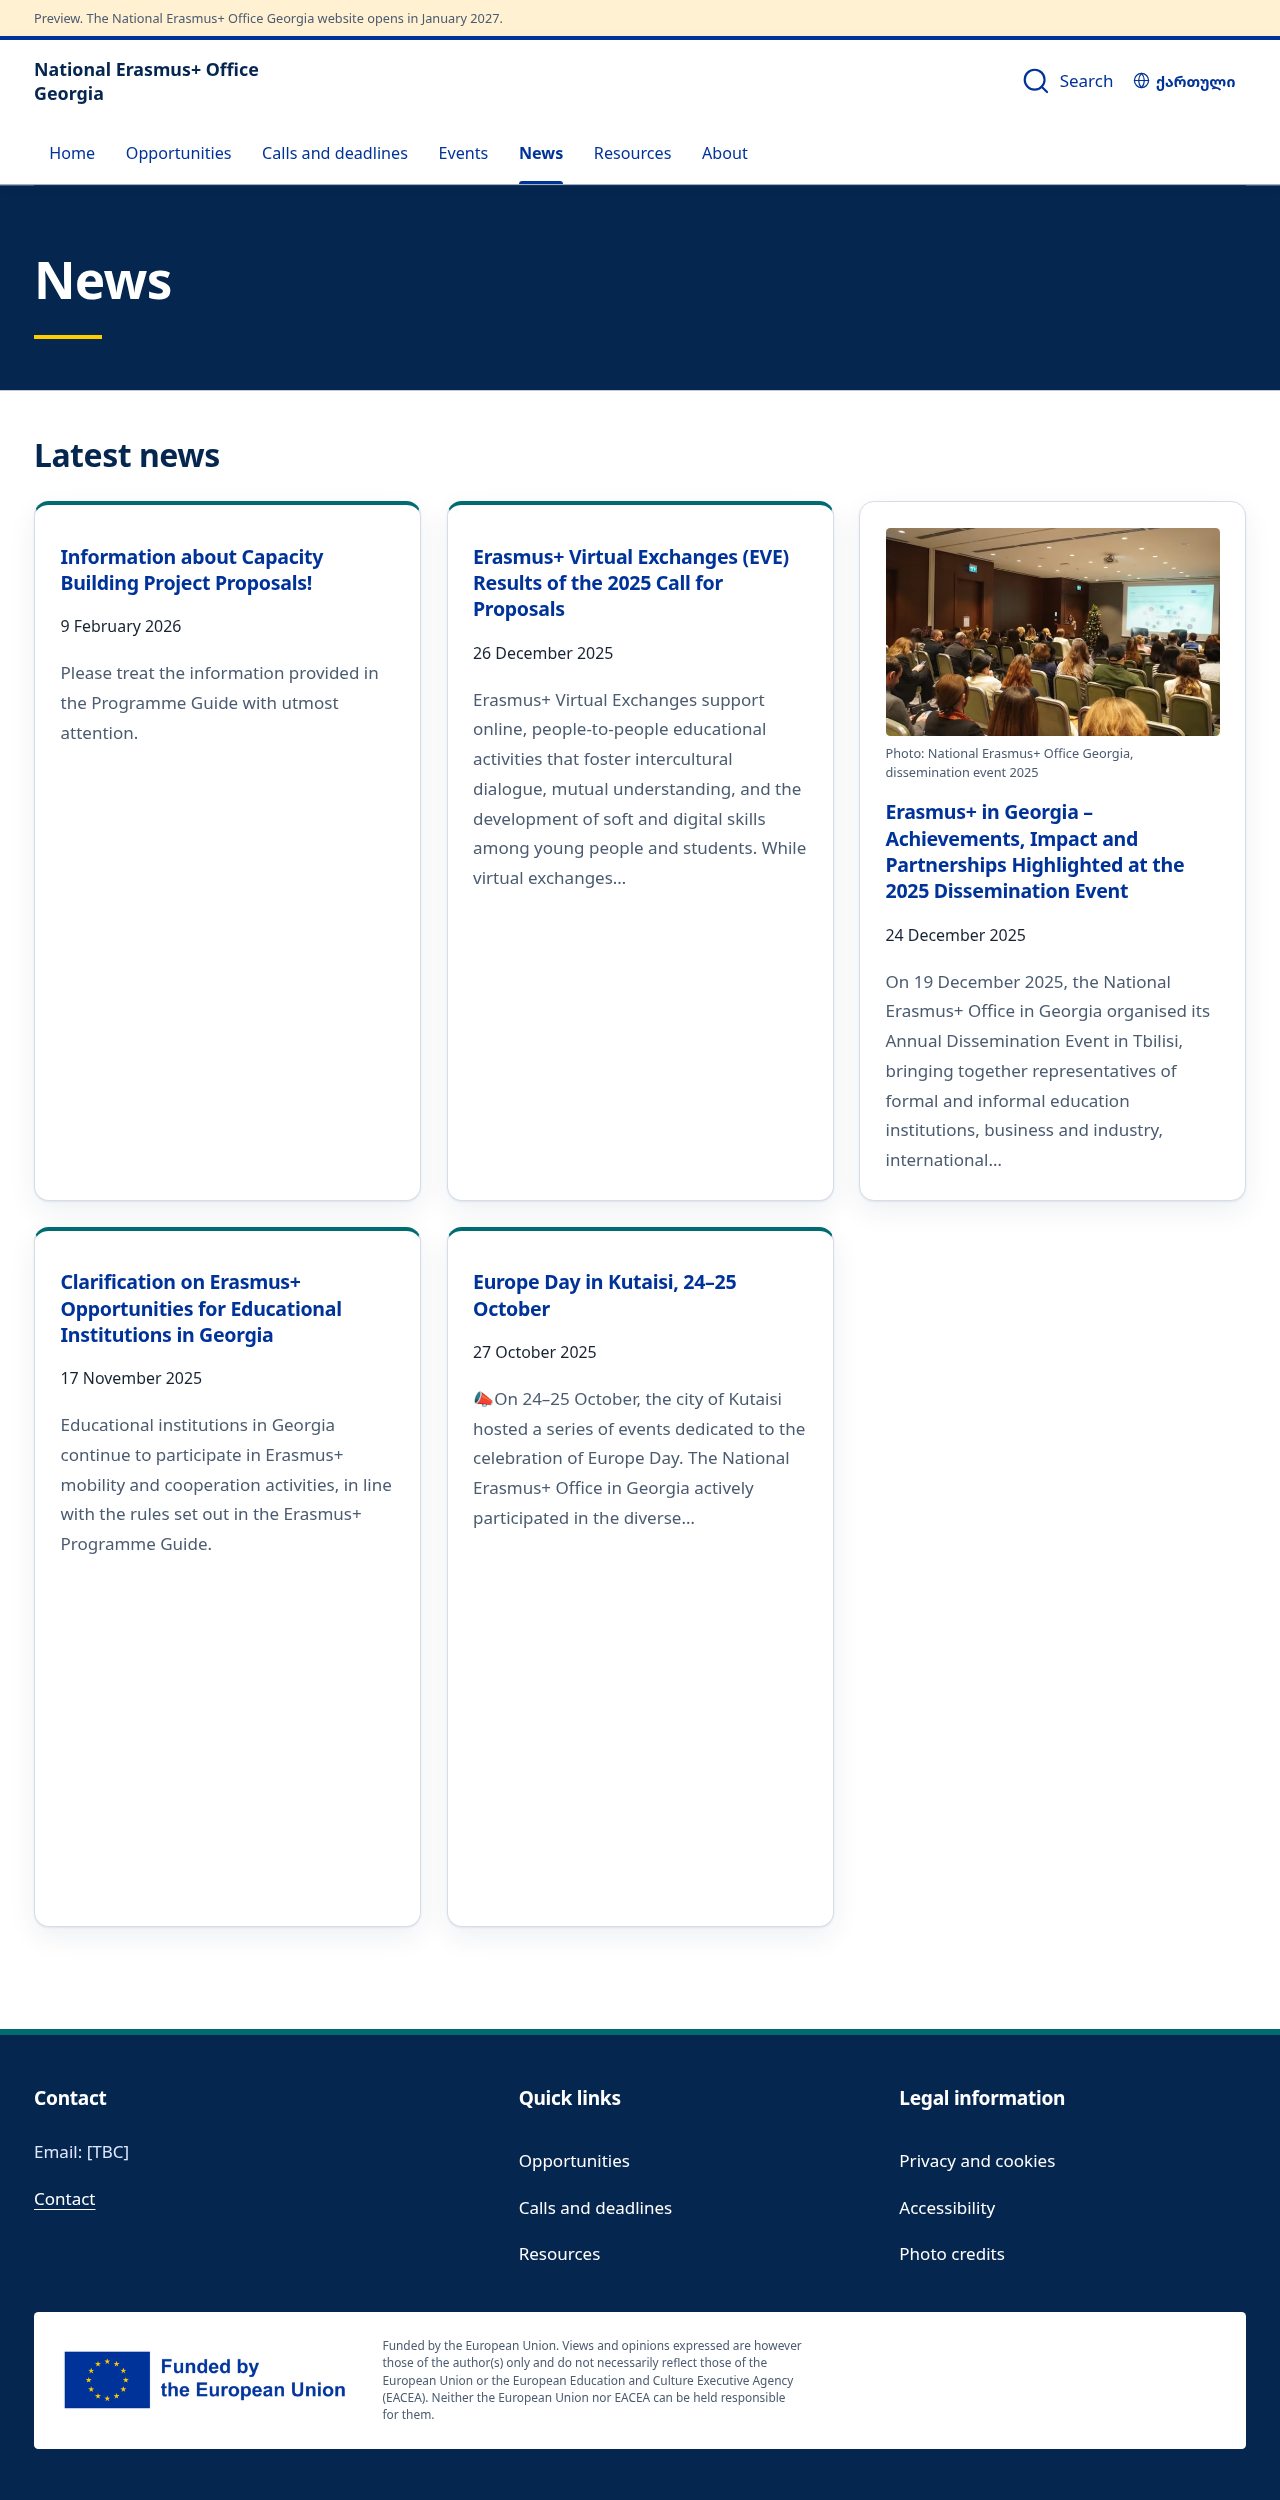 Preview. The National Erasmus+ Office Georgia website opens in January 2027.
National Erasmus+ Office
Georgia
Search
ქართული
Home
Opportunities
Calls and deadlines
Events
News
Resources
About
News
Latest news
Information about Capacity
Building Project Proposals!
9 February 2026
Please treat the information provided in
the Programme Guide with utmost
attention.
Erasmus+ Virtual Exchanges (EVE)
Results of the 2025 Call for
Proposals
26 December 2025
Erasmus+ Virtual Exchanges support
online, people-to-people educational
activities that foster intercultural
dialogue, mutual understanding, and the
development of soft and digital skills
among young people and students. While
virtual exchanges...
Photo: National Erasmus+ Office Georgia,
dissemination event 2025
Erasmus+ in Georgia –
Achievements, Impact and
Partnerships Highlighted at the
2025 Dissemination Event
24 December 2025
On 19 December 2025, the National
Erasmus+ Office in Georgia organised its
Annual Dissemination Event in Tbilisi,
bringing together representatives of
formal and informal education
institutions, business and industry,
international...
Clarification on Erasmus+
Opportunities for Educational
Institutions in Georgia
17 November 2025
Educational institutions in Georgia
continue to participate in Erasmus+
mobility and cooperation activities, in line
with the rules set out in the Erasmus+
Programme Guide.
Europe Day in Kutaisi, 24–25
October
27 October 2025
📣On 24–25 October, the city of Kutaisi
hosted a series of events dedicated to the
celebration of Europe Day. The National
Erasmus+ Office in Georgia actively
participated in the diverse...
Contact
Email: [TBC]
Contact
Quick links
Opportunities
Calls and deadlines
Resources
Legal information
Privacy and cookies
Accessibility
Photo credits
Funded by
the European Union
Funded by the European Union. Views and opinions expressed are however
those of the author(s) only and do not necessarily reflect those of the
European Union or the European Education and Culture Executive Agency
(EACEA). Neither the European Union nor EACEA can be held responsible
for them.